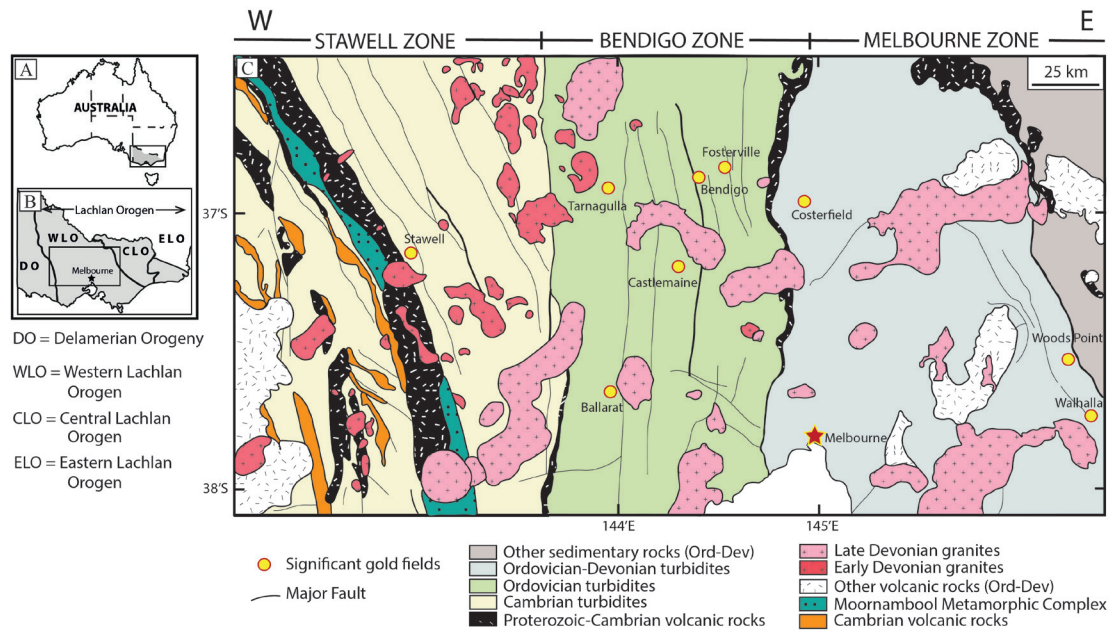 W
E
STAWELL ZONE
BENDIGO ZONE
MELBOURNE ZONE
A
AUSTRALIA
B
Lachlan Orogen
WLO
CLO
ELO
DO
Melbourne
DO = Delamerian Orogeny
WLO = Western Lachlan
Orogen
CLO = Central Lachlan
Orogen
ELO = Eastern Lachlan
Orogen
C
25 km
Fosterville
Bendigo
Tarnagulla
Costerfield
37°S
Stawell
Castlemaine
Woods Point
Ballarat
Walhalla
Melbourne
38°S
144°E
145°E
Significant gold fields
Major Fault
Other sedimentary rocks (Ord-Dev)
Ordovician-Devonian turbidites
Ordovician turbidites
Cambrian turbidites
Proterozoic-Cambrian volcanic rocks
Late Devonian granites
Early Devonian granites
Other volcanic rocks (Ord-Dev)
Moornambool Metamorphic Complex
Cambrian volcanic rocks